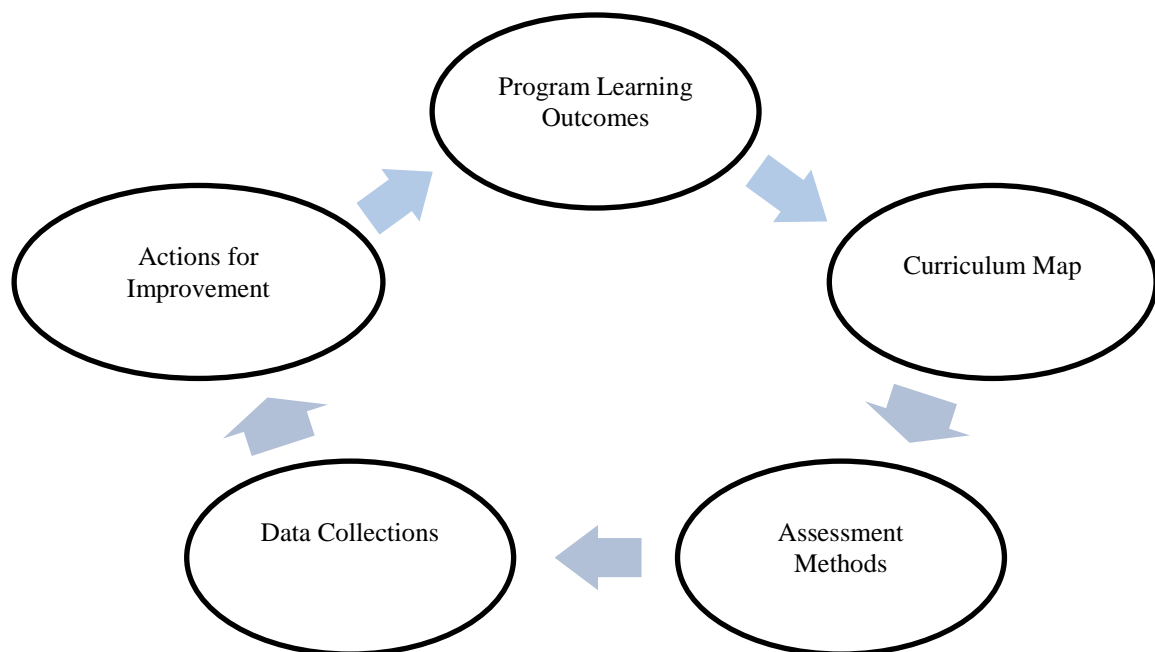 Program Learning
Outcomes
Actions for
Improvement
Curriculum Map
Data Collections
Assessment
Methods